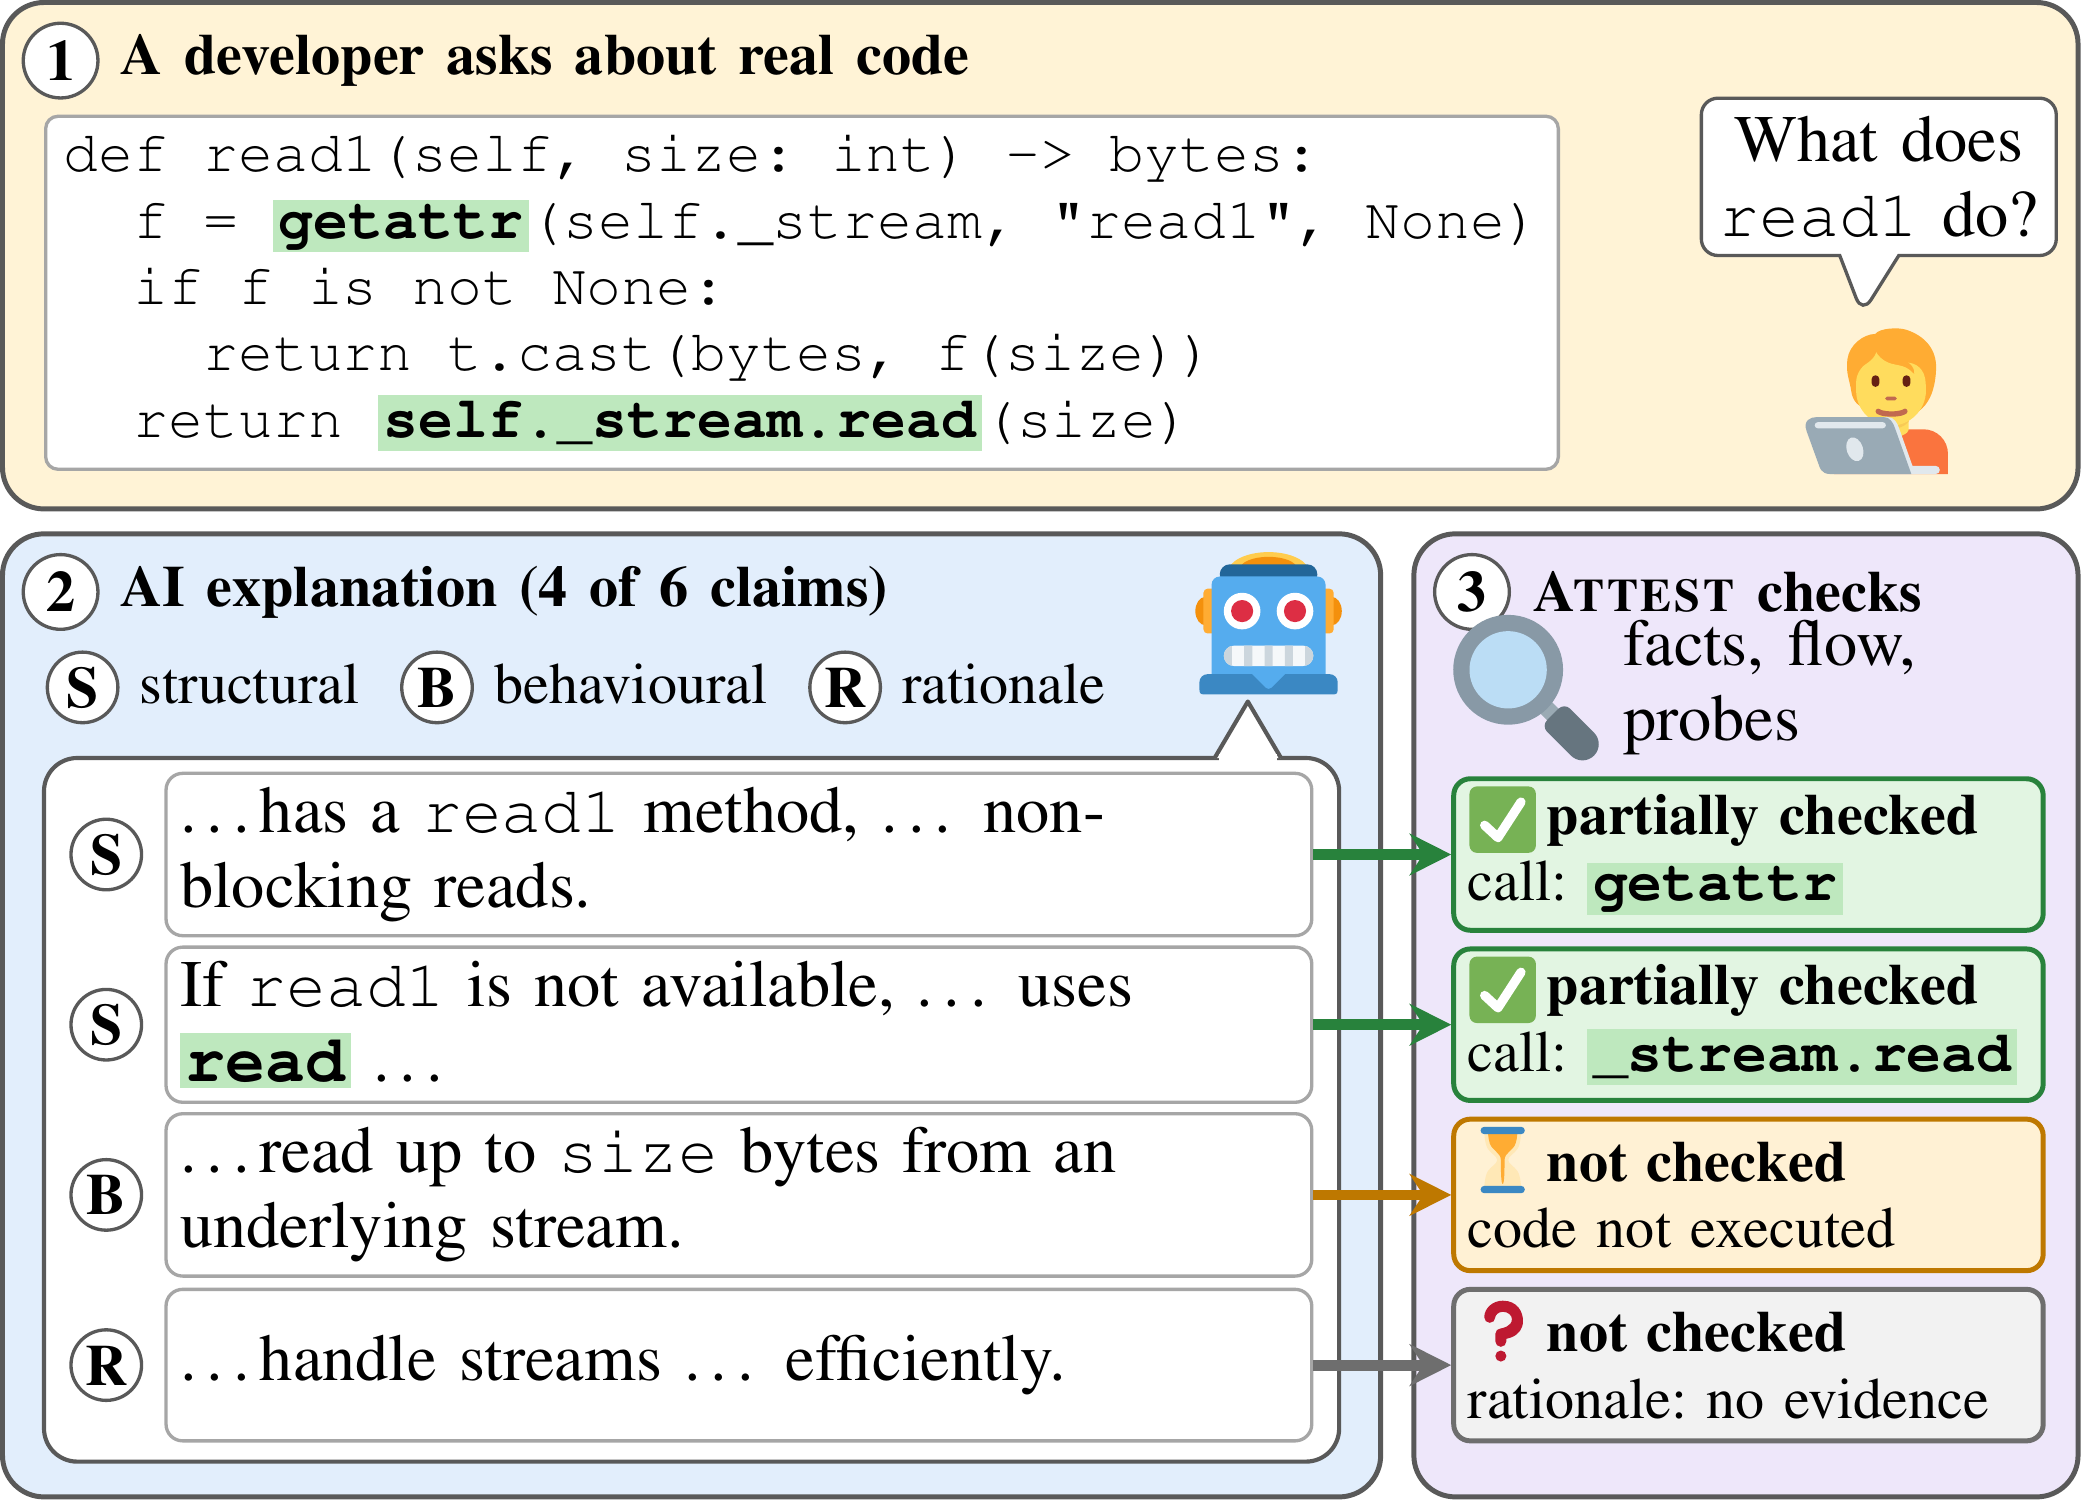 1 A developer asks about real code
def read1(self, size: int) -> bytes:
f = getattr(self._stream, "read1", None)
if f is not None:
return t.cast(bytes, f(size))
return self._stream.read(size)
What does
read1 do?
2 AI explanation (4 of 6 claims)
S structural B behavioural R rationale
S
...has a read1 method, ... non-
blocking reads.
S
If read1 is not available, ... uses
read ...
B
...read up to size bytes from an
underlying stream.
R
...handle streams ... efficiently.
3 ATTEST checks
facts, flow,
probes
partially checked
call: getattr
partially checked
call: _stream.read
not checked
code not executed
? not checked
rationale: no evidence